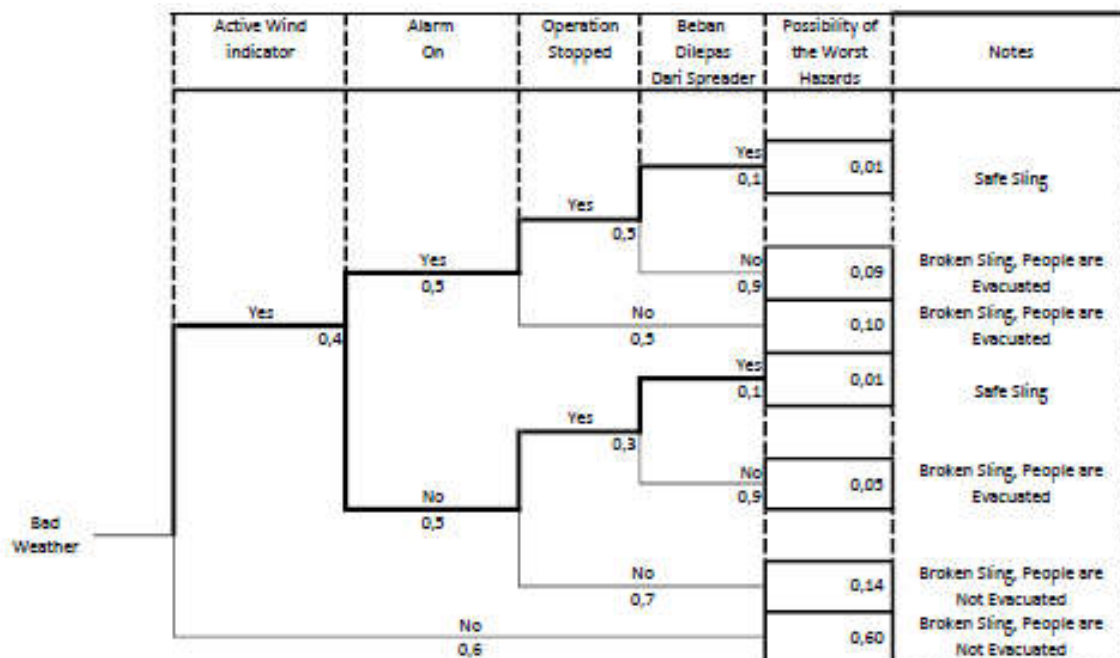 Active Wind
indicator
Alarm
On
Operation
Stopped
Beban
Dilepas
Dari Spreader
Possibility of
the Worst
Hazards
Notes
Yes
0,1
0,01
Safe Sling
Yes
0,5
No
0,9
0,09
Broken Sling, People are
Evacuated
Yes
0,5
No
0,5
0,10
Broken Sling, People are
Evacuated
Yes
0,4
Yes
0,1
0,01
Safe Sling
Yes
0,3
No
0,9
0,05
Broken Sling, People are
Evacuated
No
0,5
Bad
Weather
No
0,7
0,14
Broken Sling, People are
Not Evacuated
No
0,6
0,60
Broken Sling, People are
Not Evacuated